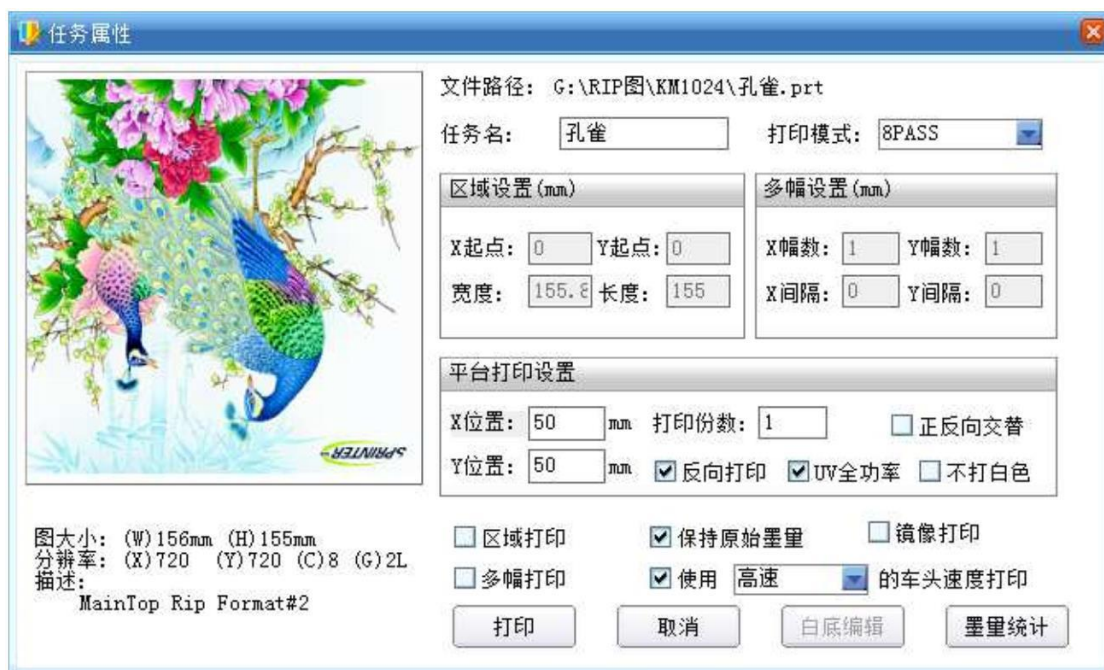 任务属性
文件路径: G:\RIP图\KM1024\孔雀.prt
任务名: 孔雀 打印模式: 8PASS
区域设置(mm) 多幅设置(mm)
X起点: 0 Y起点: 0 X幅数: 1 Y幅数: 1
宽度: 155.8 长度: 155 X间隔: 0 Y间隔: 0
平台打印设置
X位置: 50 mm 打印份数: 1 正反向交替
SPRINTER
Y位置: 50 mm 反向打印 UV全功率 不打白色
图大小: (W)156mm (H)155mm
分辨率: (X)720 (Y)720 (C)8 (G)2L
描述:
MainTop Rip Format#2
区域打印 保持原始墨量 镜像打印
多幅打印 使用 高速 的车头速度打印
打印 取消 白底编辑 墨量统计